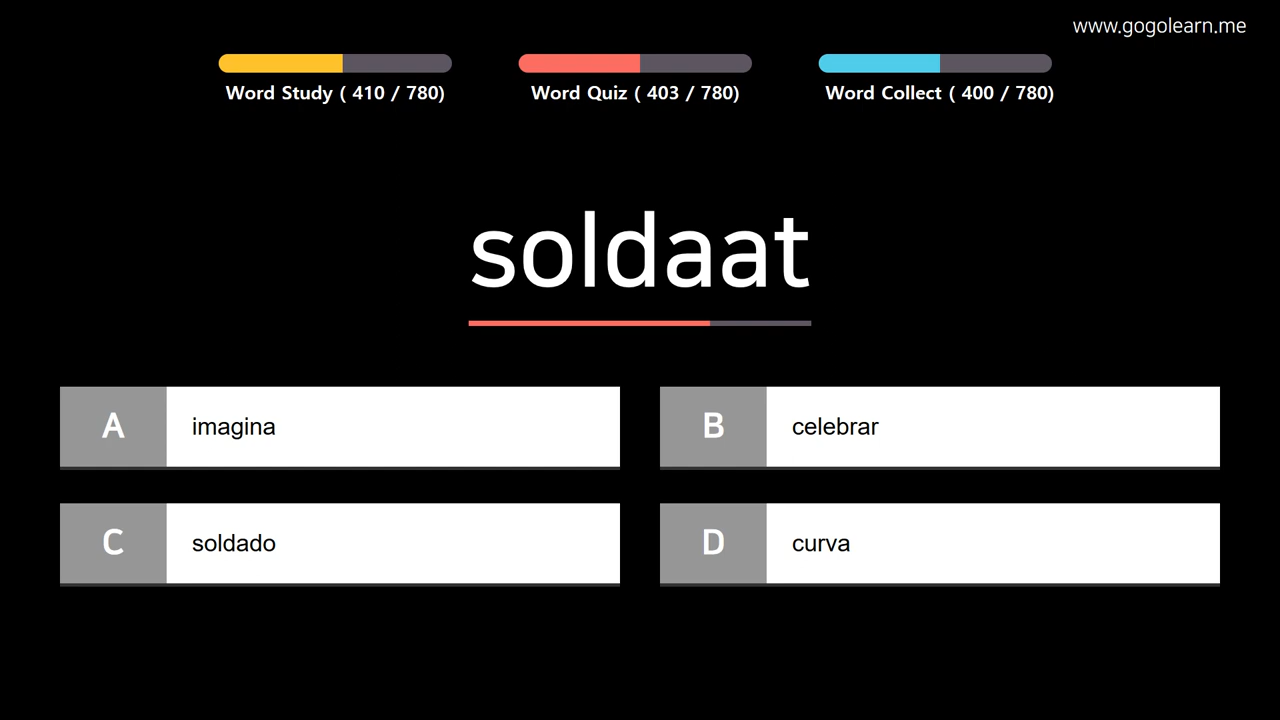 www.gogolearn.me
Word Study ( 410 / 780)
Word Quiz ( 403 / 780)
Word Collect ( 400 / 780)
soldaat
A imagina
B celebrar
C soldado
D curva